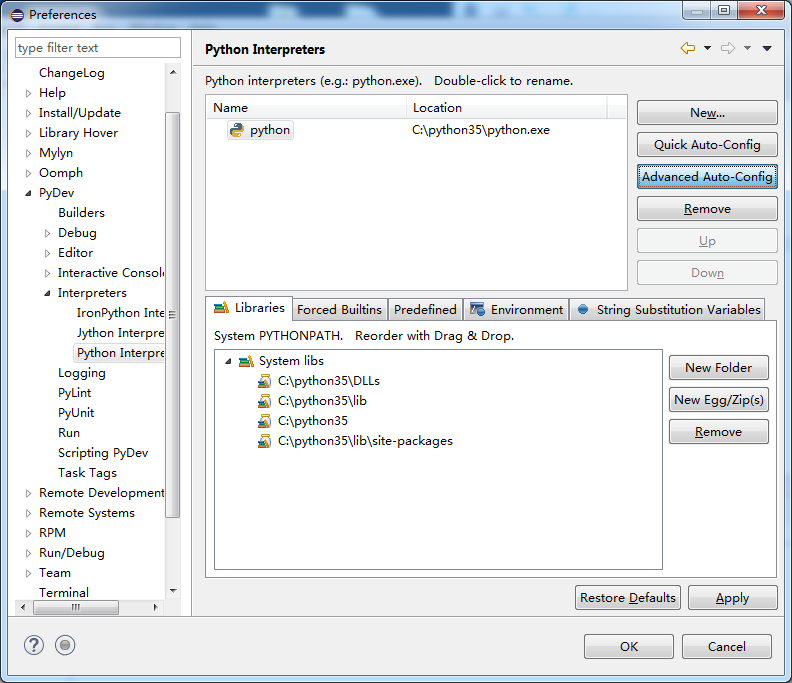 Preferences
type filter text
ChangeLog
Help
Install/Update
Library Hover
Mylyn
Oomph
PyDev
Builders
Debug
Editor
Interactive Consol
Interpreters
IronPython Inte
Jython Interpre
Python Interpre
Logging
PyLint
PyUnit
Run
Scripting PyDev
Task Tags
Remote Development
Remote Systems
RPM
Run/Debug
Team
Terminal
Python Interpreters
Python interpreters (e.g.: python.exe).   Double-click to rename.
Name Location
python C:\python35\python.exe
New...
Quick Auto-Config
Advanced Auto-Config
Remove
Up
Down
Libraries Forced Builtins Predefined Environment String Substitution Variables
System PYTHONPATH.   Reorder with Drag & Drop.
System libs
C:\python35\DLLs
C:\python35\lib
C:\python35
C:\python35\lib\site-packages
New Folder
New Egg/Zip(s)
Remove
Restore Defaults Apply
? OK Cancel